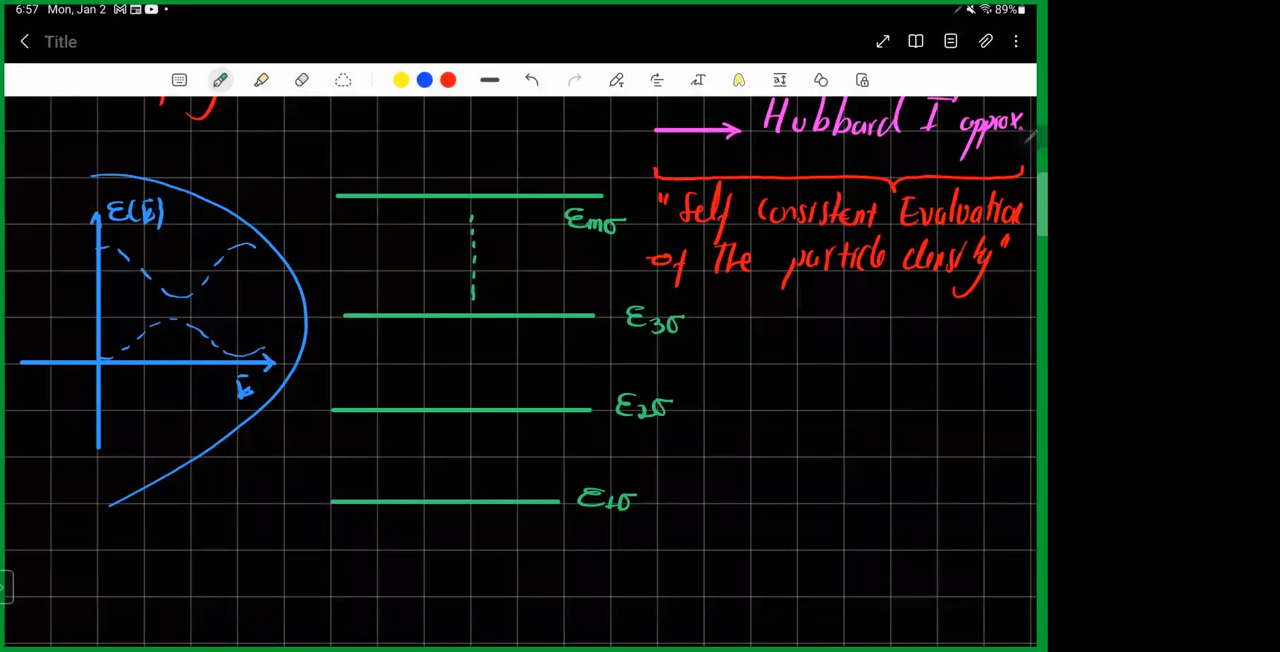 6:57 Mon, Jan 2
89%
Title
Hubbard I approx.
"Self consistent Evaluation
of The particle density"
ε(k)
k
εmσ
ε3σ
ε2σ
ε1σ